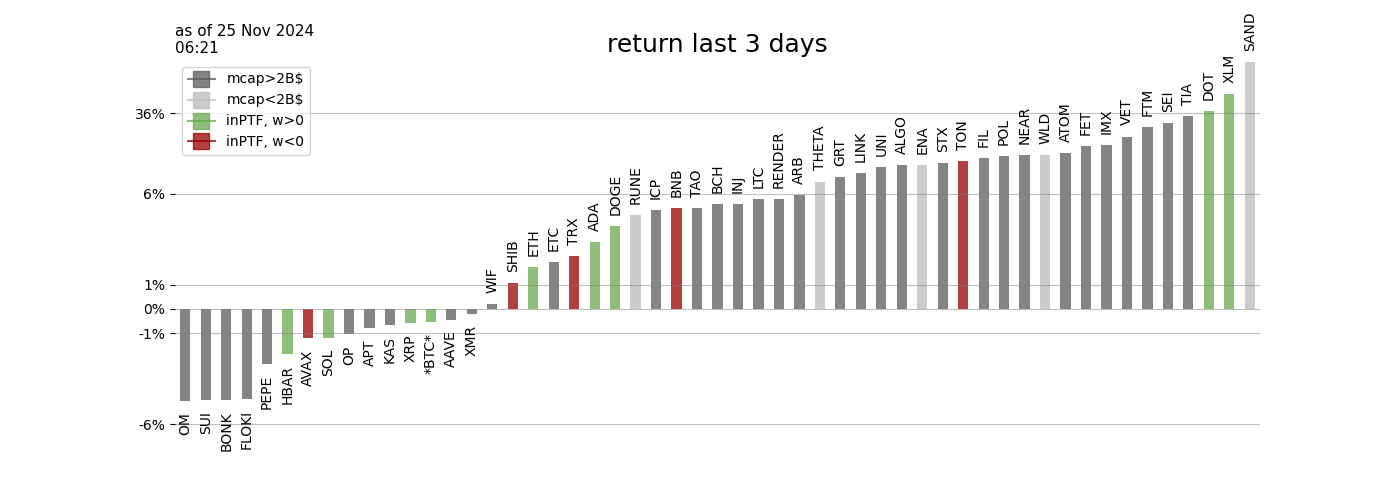 as of 25 Nov 2024
06:21
return last 3 days
mcap>2B$
mcap<2B$
inPTF, w>0
inPTF, w<0
36%
6%
1%
0%
-1%
-6%
OM
SUI
BONK
FLOKI
PEPE
HBAR
AVAX
SOL
OP
APT
KAS
XRP
*BTC*
AAVE
XMR
WIF
SHIB
ETH
ETC
TRX
ADA
DOGE
RUNE
ICP
BNB
TAO
BCH
INJ
LTC
RENDER
ARB
THETA
GRT
LINK
UNI
ALGO
ENA
STX
TON
FIL
POL
NEAR
WLD
ATOM
FET
IMX
VET
FTM
SEI
TIA
DOT
XLM
SAND